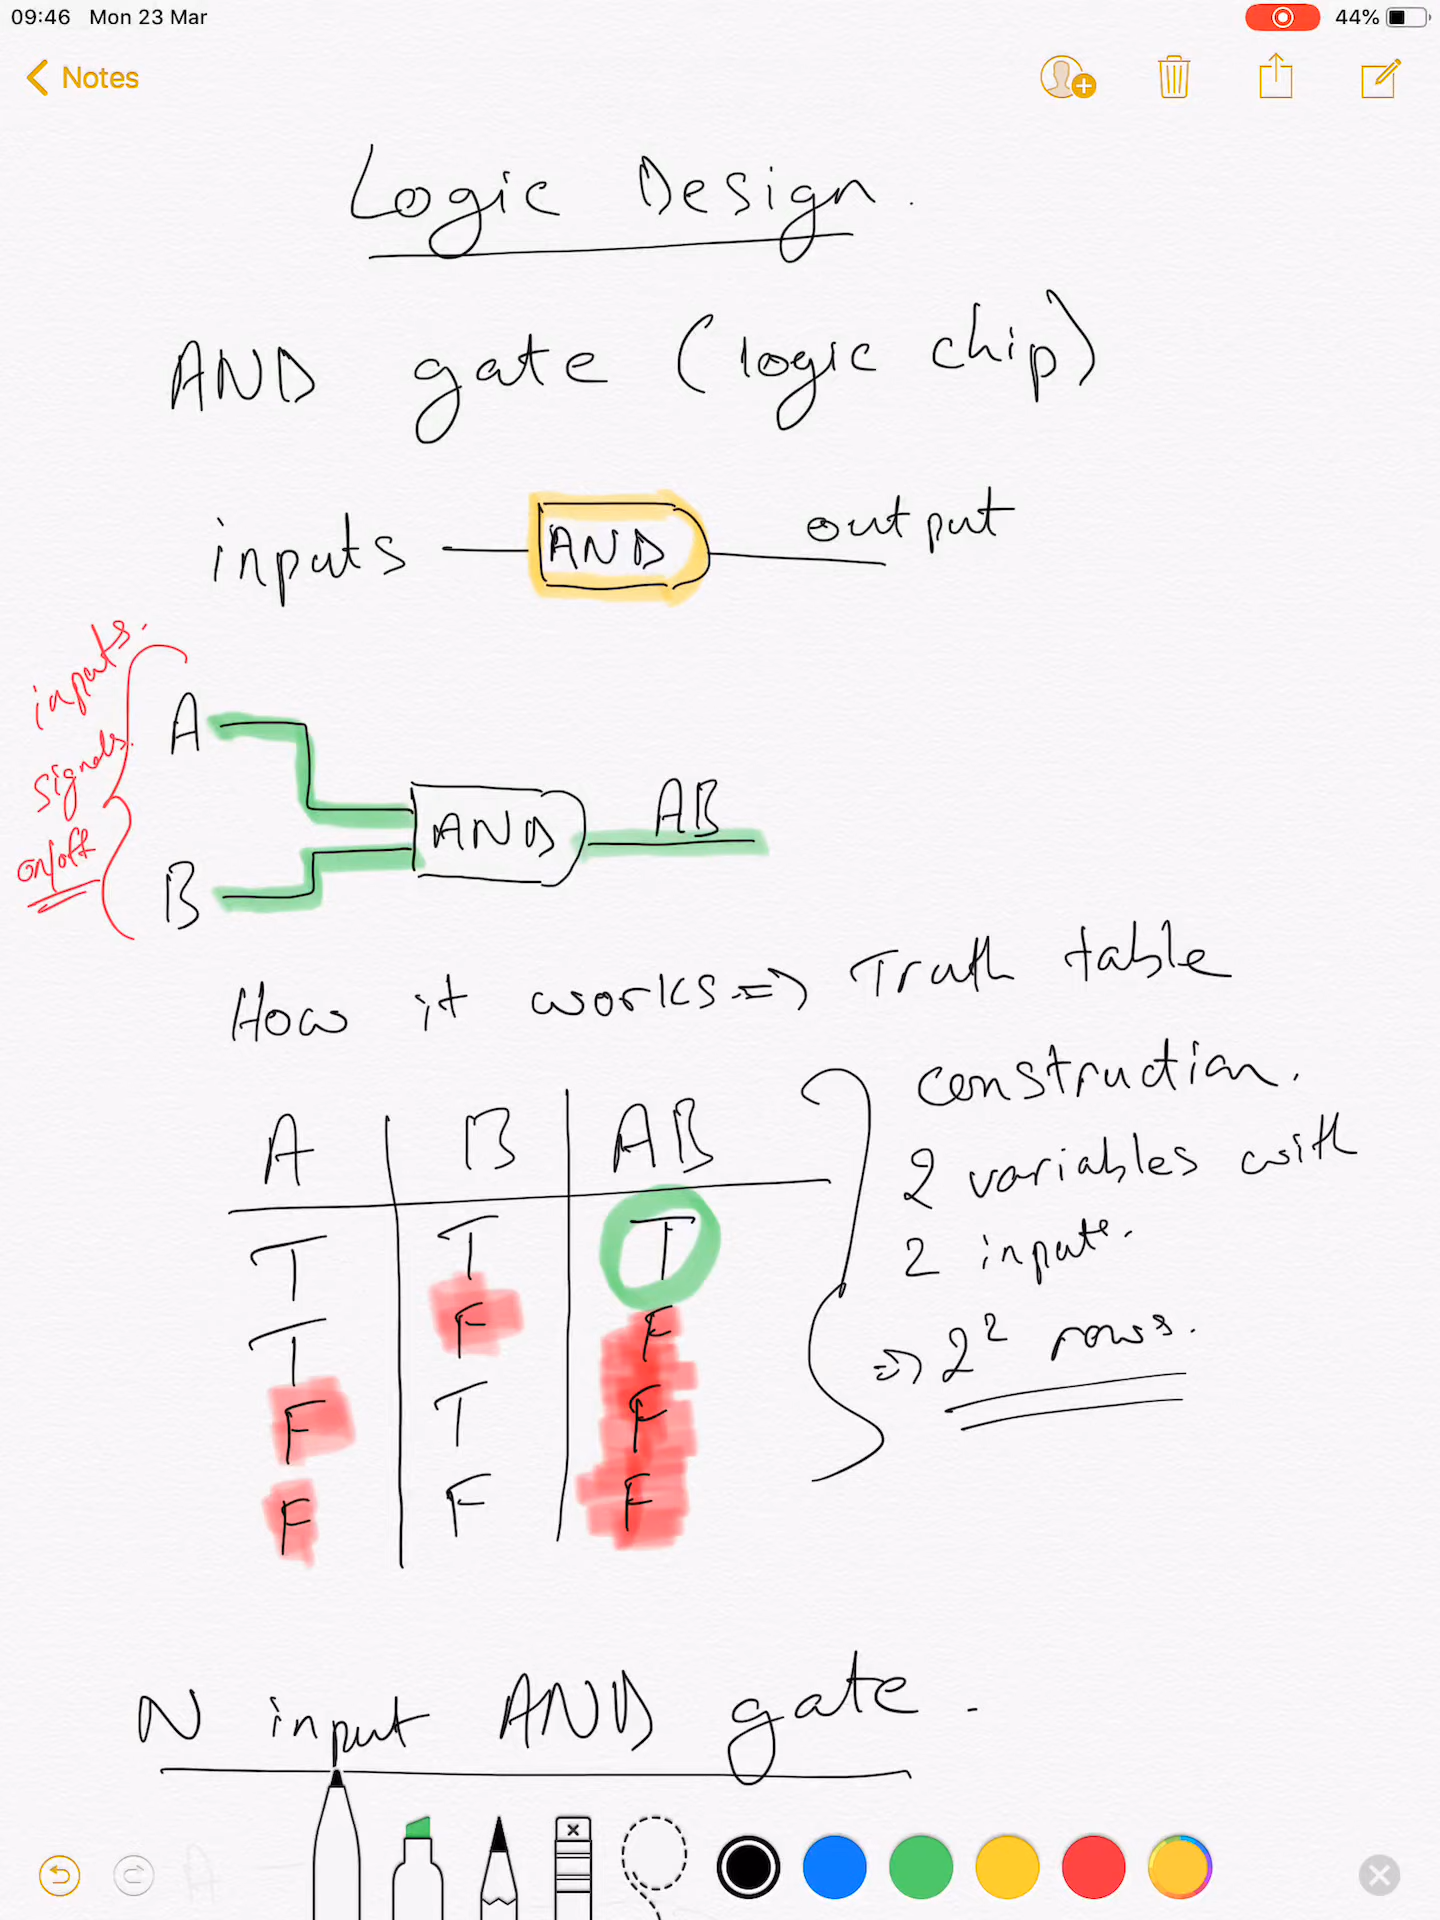 09:46 Mon 23 Mar 44%
Notes
Logic Design.
AND gate (logic chip)
inputs AND output
inputs.
signals.
on/off
A
B
AND
AB
How it works => Truth table
construction.
2 variables with
2 inputs.
=> 2² rows.
A B AB
T T T
T F F
F T F
F F F
N input AND gate.